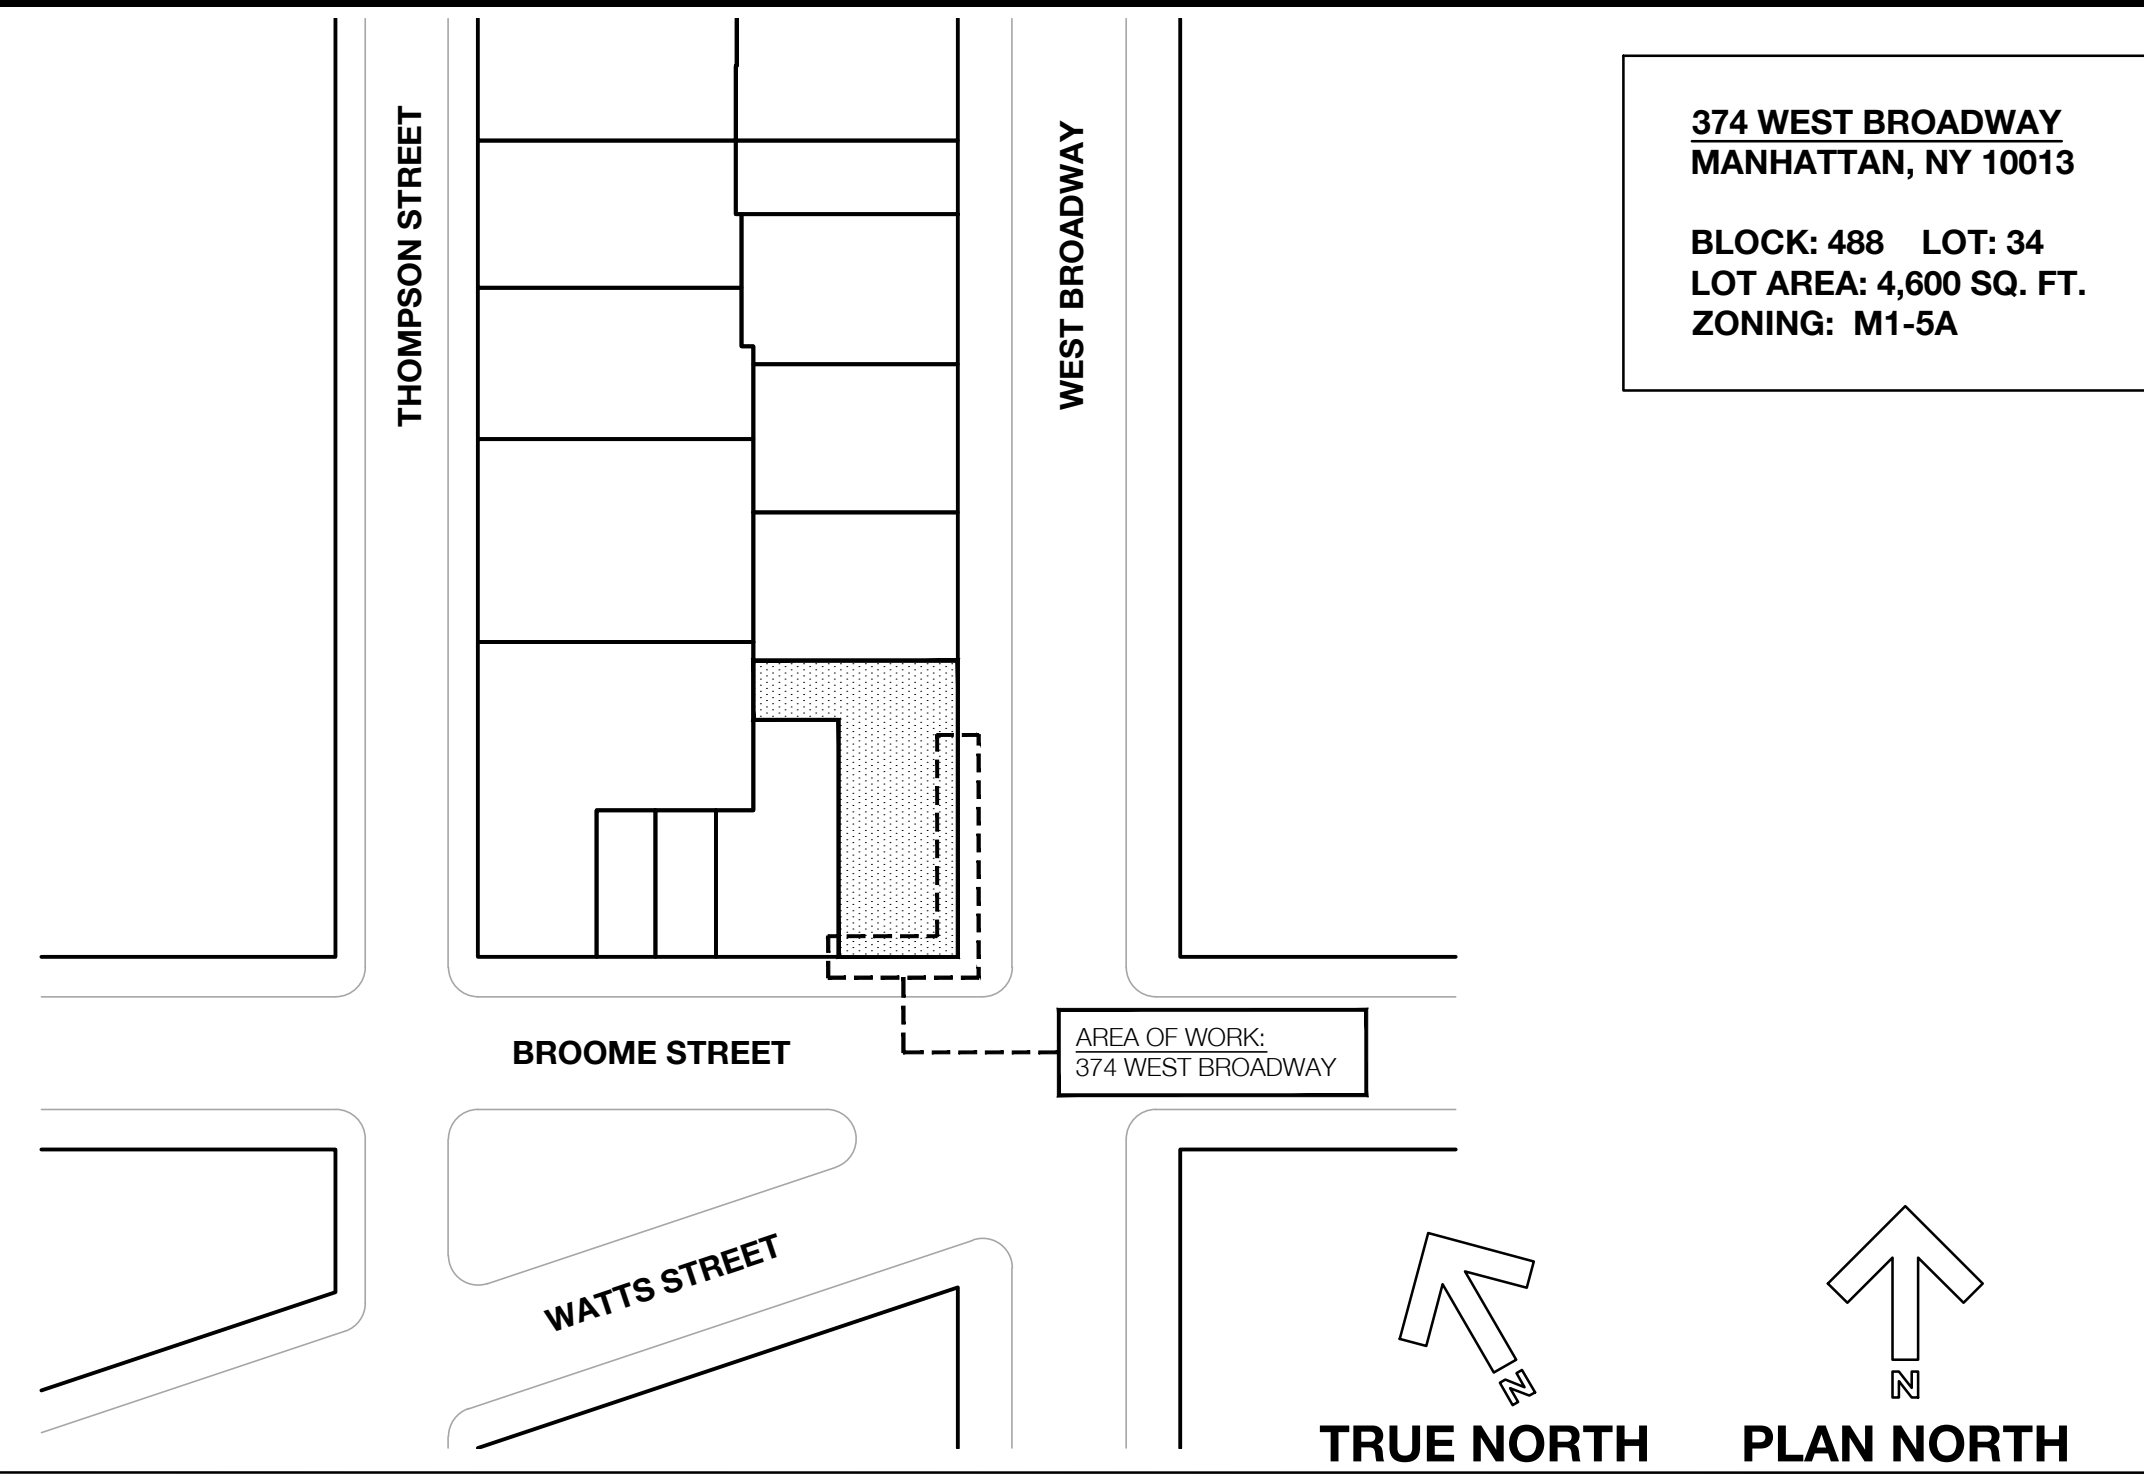 374 WEST BROADWAY
MANHATTAN, NY 10013
BLOCK: 488 LOT: 34
LOT AREA: 4,600 SQ. FT.
ZONING: M1-5A
THOMPSON STREET
WEST BROADWAY
BROOME STREET
AREA OF WORK:
374 WEST BROADWAY
WATTS STREET
N
TRUE NORTH
N
PLAN NORTH